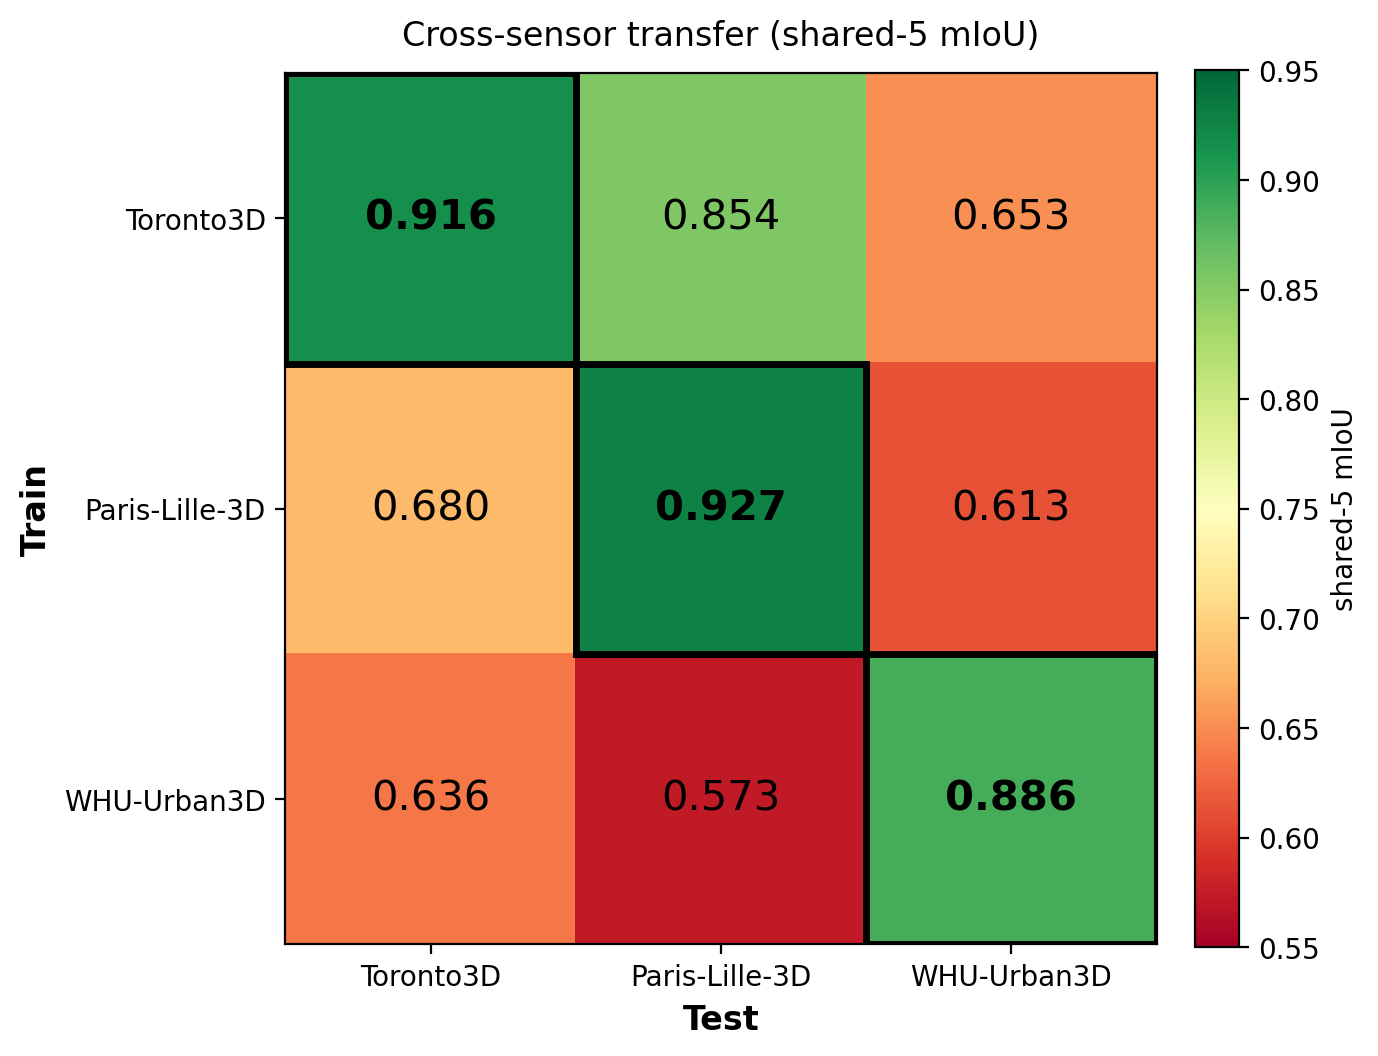 Cross-sensor transfer (shared-5 mIoU)
Train
Toronto3D
0.916
0.854
0.653
Paris-Lille-3D
0.680
0.927
0.613
WHU-Urban3D
0.636
0.573
0.886
Toronto3D
Paris-Lille-3D
WHU-Urban3D
Test
0.95
0.90
0.85
0.80
0.75
0.70
0.65
0.60
0.55
shared-5 mIoU